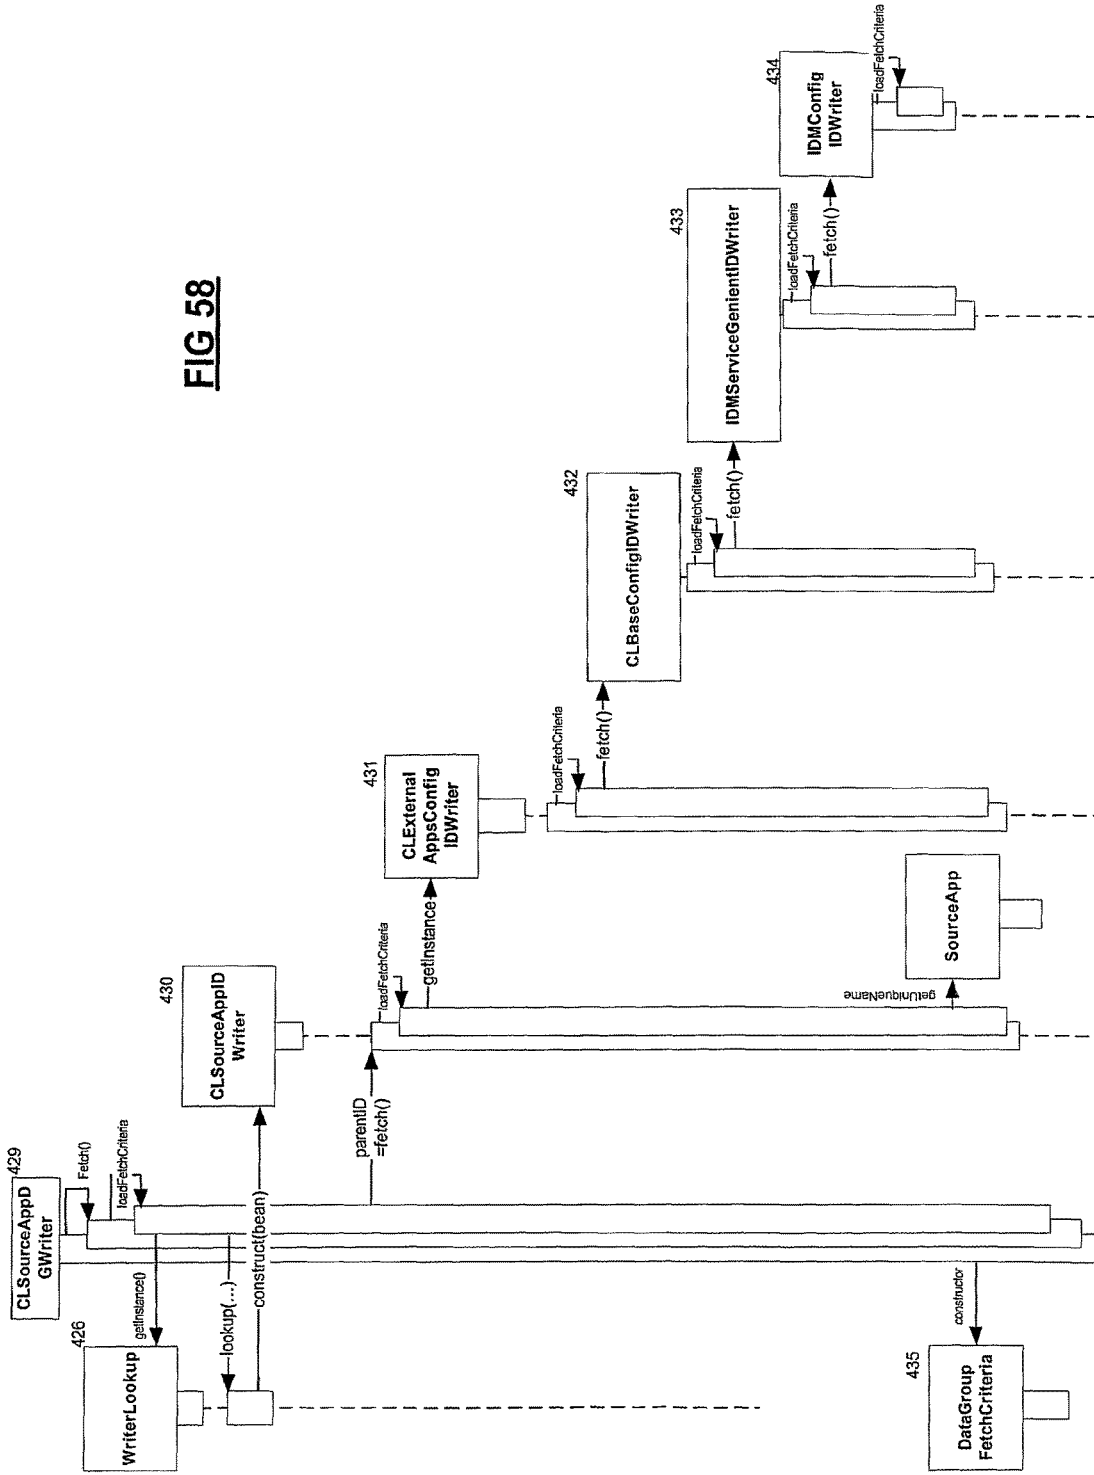 FIG 58
426
WriterLookup
getInstance()
lookup(...)
construct(bean)
429
CLSourceAppD
GWriter
Fetch()
loadFetchCriteria
parentID
=fetch()
430
CLSourceAppID
Writer
loadFetchCriteria
getInstance
getUniqueName
SourceApp
431
CLExternal
AppsConfig
IDWriter
loadFetchCriteria
fetch()
432
CLBaseConfigIDWriter
loadFetchCriteria
fetch()
433
IDMServiceGenientIDWriter
loadFetchCriteria
fetch()
434
IDMConfig
IDWriter
loadFetchCriteria
constructor
435
DataGroup
FetchCriteria